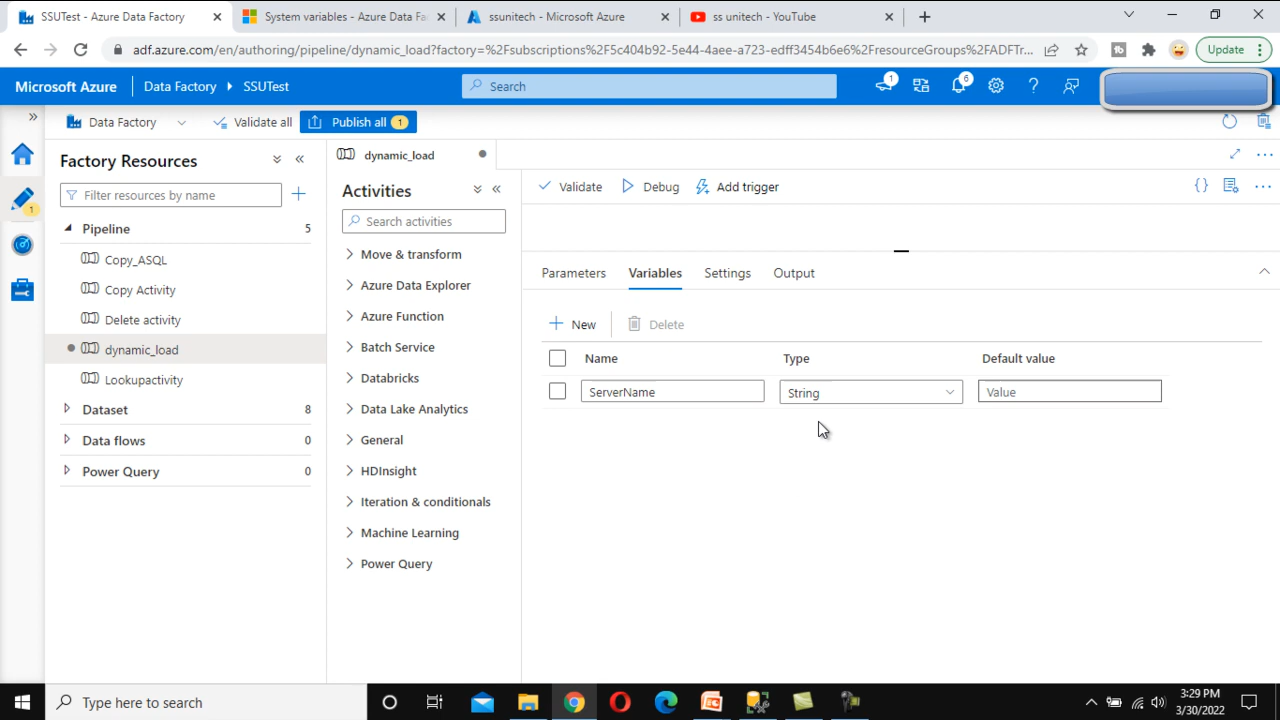 SSUTest - Azure Data Factory
System variables - Azure Data Fa
ssunitech - Microsoft Azure
ss unitech - YouTube
adf.azure.com/en/authoring/pipeline/dynamic_load?factory=%2Fsubscriptions%2F5c404b92-5e44-4aee-a723-edff3454b6e6%2FresourceGroups%2FADFTr...
Update
Microsoft Azure
Data Factory
SSUTest
Search
1
6
Data Factory
Validate all
Publish all 1
Factory Resources
Filter resources by name
Pipeline 5
Copy_ASQL
Copy Activity
Delete activity
dynamic_load
Lookupactivity
Dataset 8
Data flows 0
Power Query 0
1
dynamic_load
Activities
Search activities
Move & transform
Azure Data Explorer
Azure Function
Batch Service
Databricks
Data Lake Analytics
General
HDInsight
Iteration & conditionals
Machine Learning
Power Query
Validate
Debug
Add trigger
Parameters
Variables
Settings
Output
New
Delete
Name
Type
Default value
ServerName
String
Value
Type here to search
3:29 PM
3/30/2022